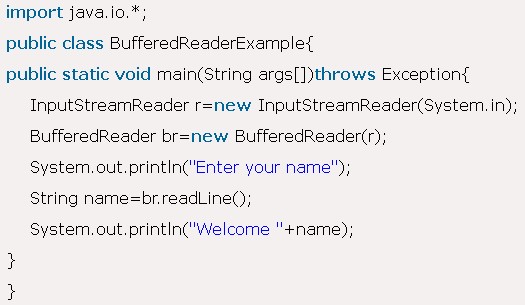 import java.io.*;
public class BufferedReaderExample{
public static void main(String args[])throws Exception{
InputStreamReader r=new InputStreamReader(System.in);
BufferedReader br=new BufferedReader(r);
System.out.println("Enter your name");
String name=br.readLine();
System.out.println("Welcome "+name);
}
}